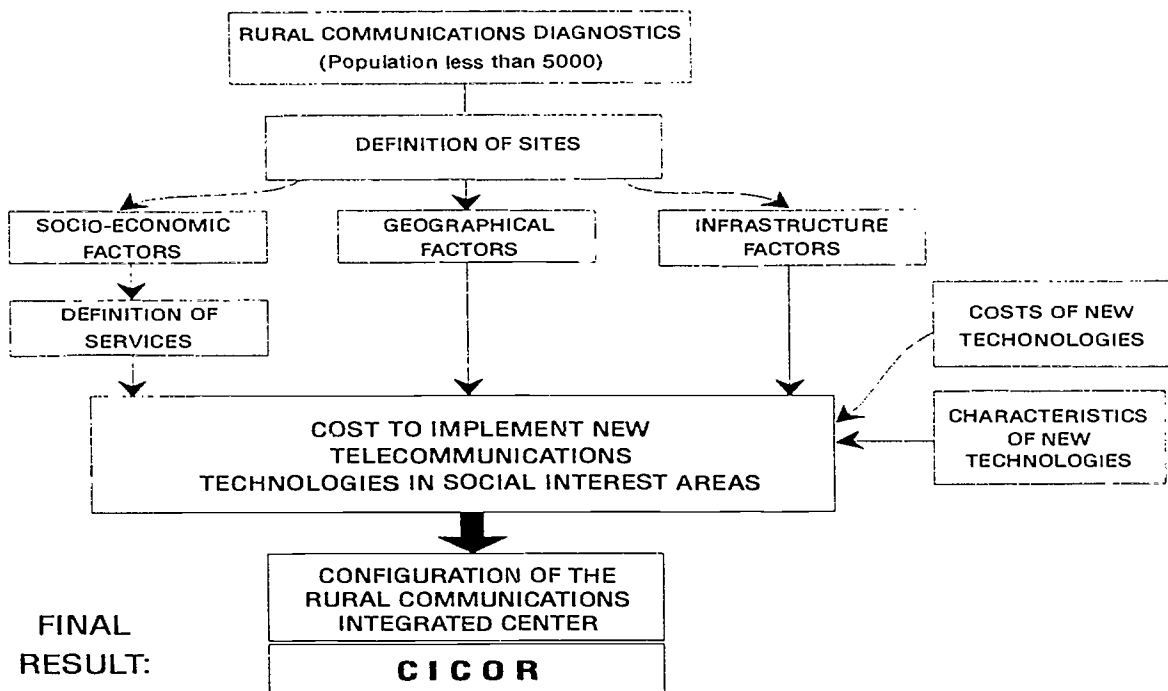 RURAL COMMUNICATIONS DIAGNOSTICS
(Population less than 5000)
DEFINITION OF SITES
SOCIO-ECONOMIC
FACTORS
GEOGRAPHICAL
FACTORS
INFRASTRUCTURE
FACTORS
DEFINITION OF
SERVICES
COSTS OF NEW
TECHONOLOGIES
CHARACTERISTICS
OF NEW
TECHNOLOGIES
COST TO IMPLEMENT NEW
TELECOMMUNICATIONS
TECHNOLOGIES IN SOCIAL INTEREST AREAS
CONFIGURATION OF THE
RURAL COMMUNICATIONS
INTEGRATED CENTER
FINAL
RESULT:
CICOR